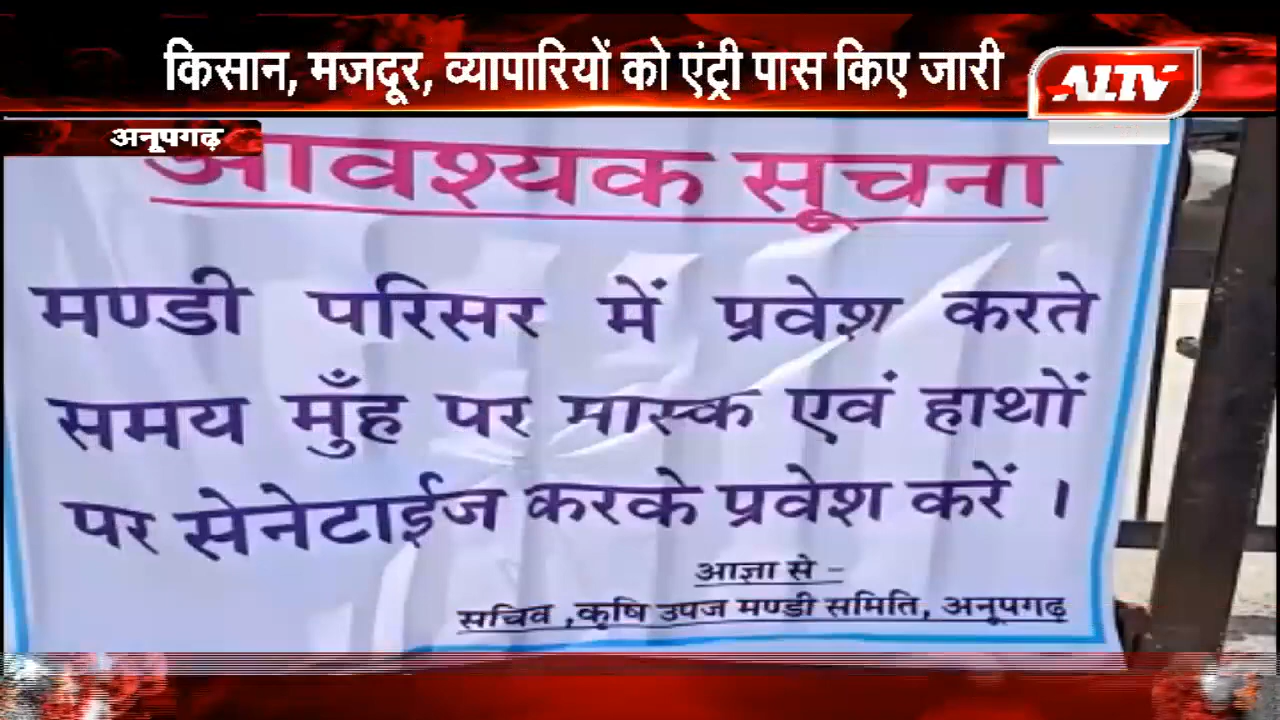 किसान, मजदूर, व्यापारियों को एंट्री पास किए जारी
ALTV
अनूपगढ़
आवश्यक सूचना
मण्डी परिसर में प्रवेश करते
समय मुँह पर मास्क एवं हाथों
पर सेनेटाईज करके प्रवेश करें ।
आज्ञा से -
सचिव ,कृषि उपज मण्डी समिति, अनूपगढ़